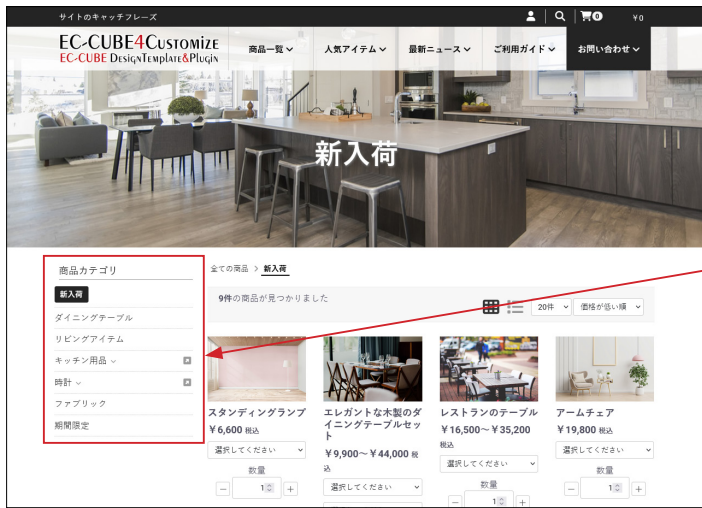 サイトのキャッチフレーズ
0 ¥0
EC-CUBE4Customize
EC-CUBE DesignTemplate&Plugin
商品一覧 人気アイテム 最新ニュース ご利用ガイド お問い合わせ
新入荷
商品カテゴリ
新入荷
ダイニングテーブル
リビングアイテム
キッチン用品
時計
ファブリック
期間限定
全ての商品 > 新入荷
9件の商品が見つかりました
20件 価格が低い順
スタンディングランプ
¥6,600 税込
選択してください
数量
− 1 +
エレガントな木製のダ
イニングテーブルセッ
ト
¥9,900～¥44,000 税
込
選択してください
レストランのテーブル
¥16,500～¥35,200
税込
選択してください
数量
− 1 +
アームチェア
¥19,800 税込
選択してください
数量
− 1 +